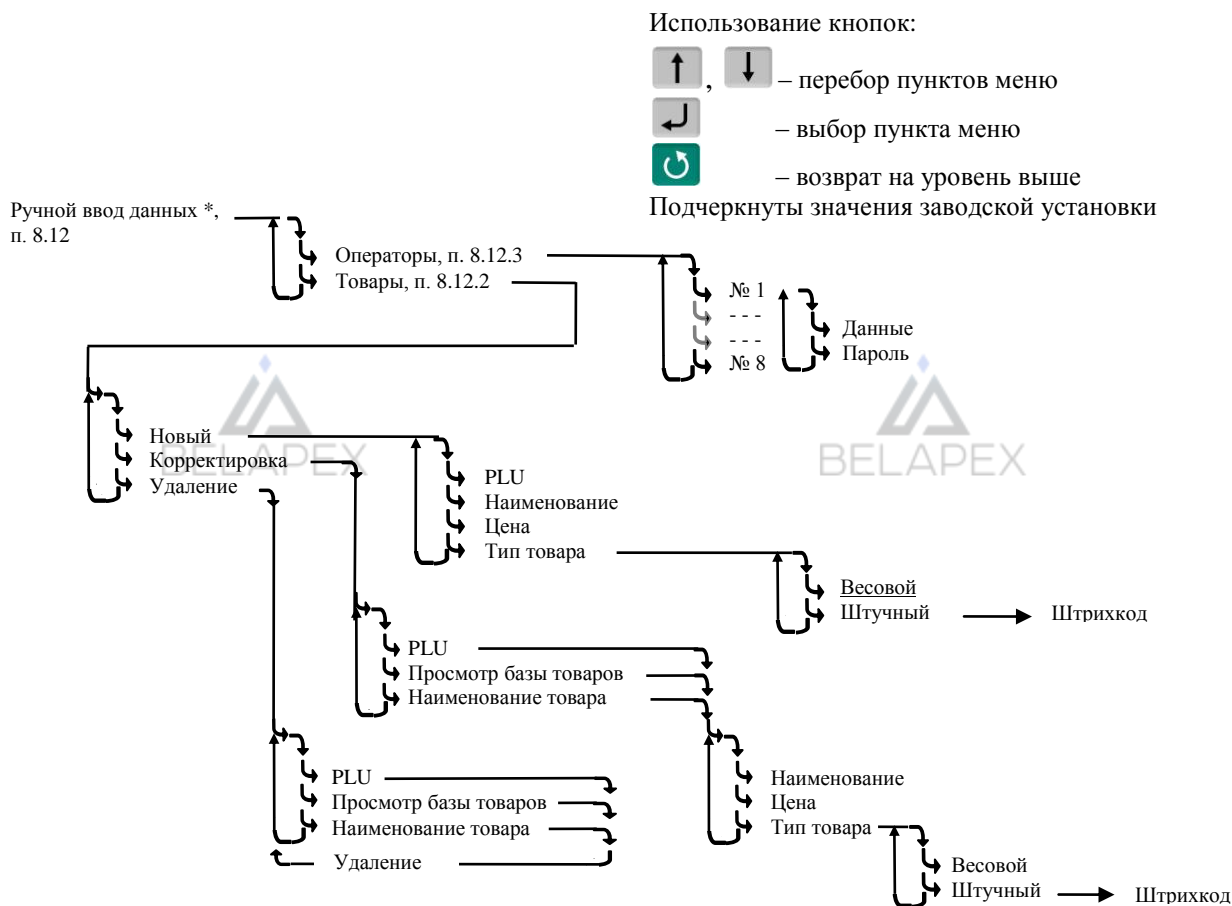 Использование кнопок:
, – перебор пунктов меню
– выбор пункта меню
– возврат на уровень выше
Подчеркнуты значения заводской установки
Ручной ввод данных *,
п. 8.12
Операторы, п. 8.12.3
Товары, п. 8.12.2
№ 1
- - -
- - -
№ 8
Данные
Пароль
BELAPEX
BELAPEX
Новый
Корректировка
Удаление
PLU
Наименование
Цена
Тип товара
Весовой
Штучный
Штрихкод
PLU
Просмотр базы товаров
Наименование товара
PLU
Просмотр базы товаров
Наименование товара
Удаление
Наименование
Цена
Тип товара
Весовой
Штучный
Штрихкод